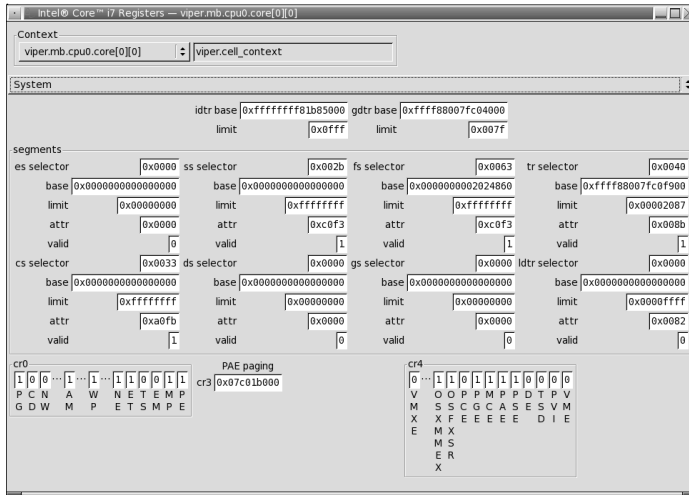 Intel® Core™ i7 Registers — viper.mb.cpu0.core[0][0]
Context
viper.mb.cpu0.core[0][0] viper.cell_context
System
idtr base 0xffffffff81b85000 gdtr base 0xffff88007fc04000
limit 0x0fff limit 0x007f
segments
es selector 0x0000 ss selector 0x002b fs selector 0x0063 tr selector 0x0040
base 0x0000000000000000 base 0x0000000000000000 base 0x0000000002024860 base 0xffff88007fc0f900
limit 0x00000000 limit 0xffffffff limit 0xffffffff limit 0x00002087
attr 0x0000 attr 0xc0f3 attr 0xc0f3 attr 0x008b
valid 0 valid 1 valid 1 valid 1
cs selector 0x0033 ds selector 0x0000 gs selector 0x0000 ldtr selector 0x0000
base 0x0000000000000000 base 0x0000000000000000 base 0x0000000000000000 base 0x0000000000000000
limit 0xffffffff limit 0x00000000 limit 0x00000000 limit 0x0000ffff
attr 0xa0fb attr 0x0000 attr 0x0000 attr 0x0082
valid 1 valid 0 valid 0 valid 0
cr0 PAE paging cr4
1 0 0 ... 1 ... 1 ... 1 1 0 0 1 1 cr3 0x07c01b000 0 ... 1 1 0 1 1 1 1 0 0 0 0
P C N A W N E T E M P V O O P P M P P D T P V
G D W M P E T S M P E M S S C G C A S E S V M
X X F E E E E E D I E
E M X
M S
E R
X